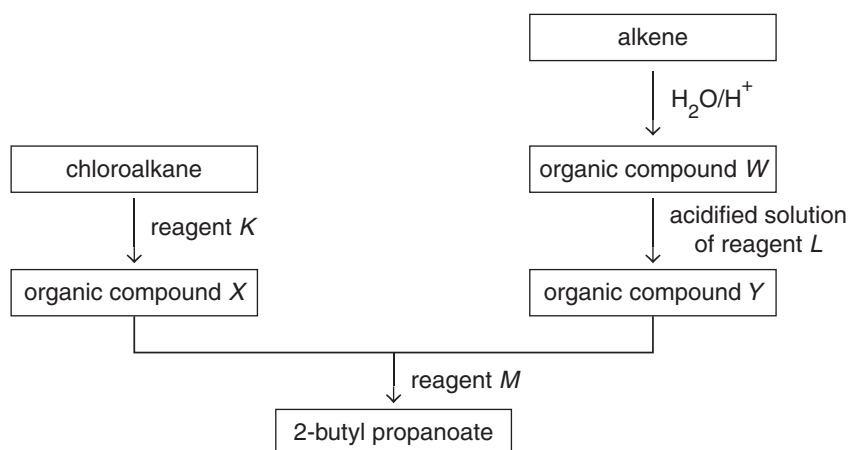 alkene
H₂O/H⁺
chloroalkane
organic compound W
reagent K
acidified solution
of reagent L
organic compound X
organic compound Y
reagent M
2-butyl propanoate